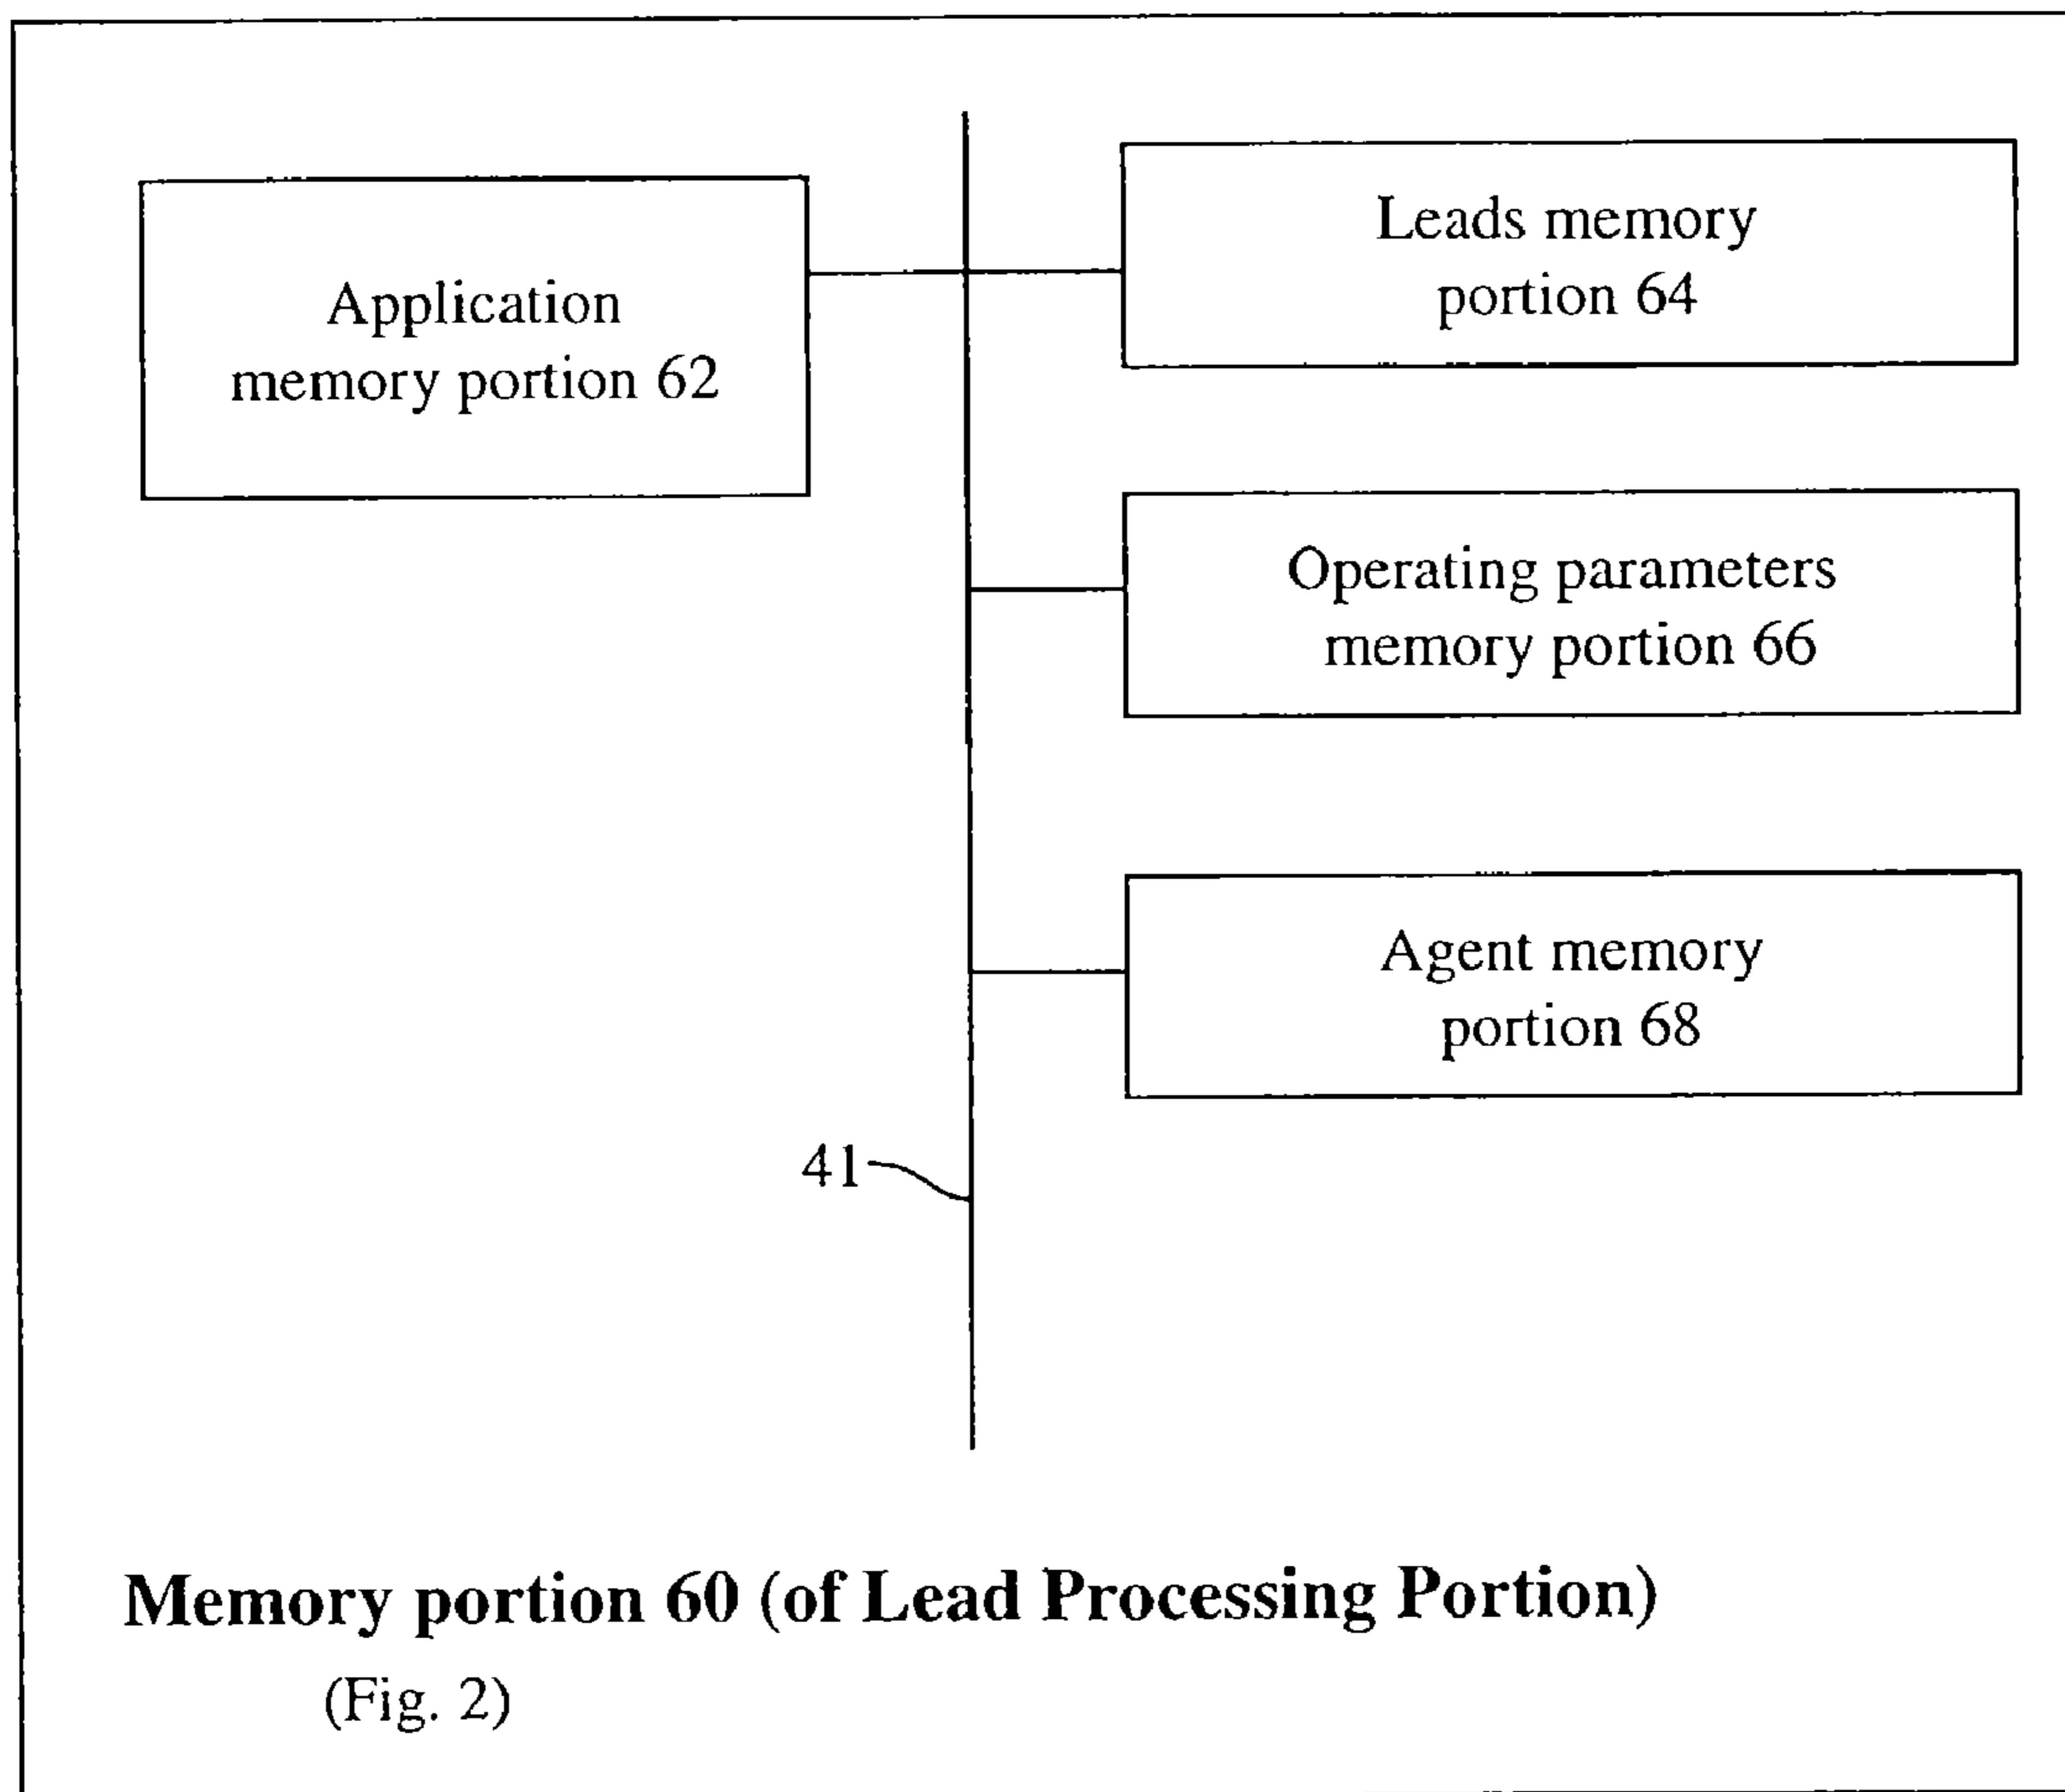 Application
memory portion 62
Leads memory
portion 64
Operating parameters
memory portion 66
Agent memory
portion 68
41
Memory portion 60 (of Lead Processing Portion)
(Fig. 2)